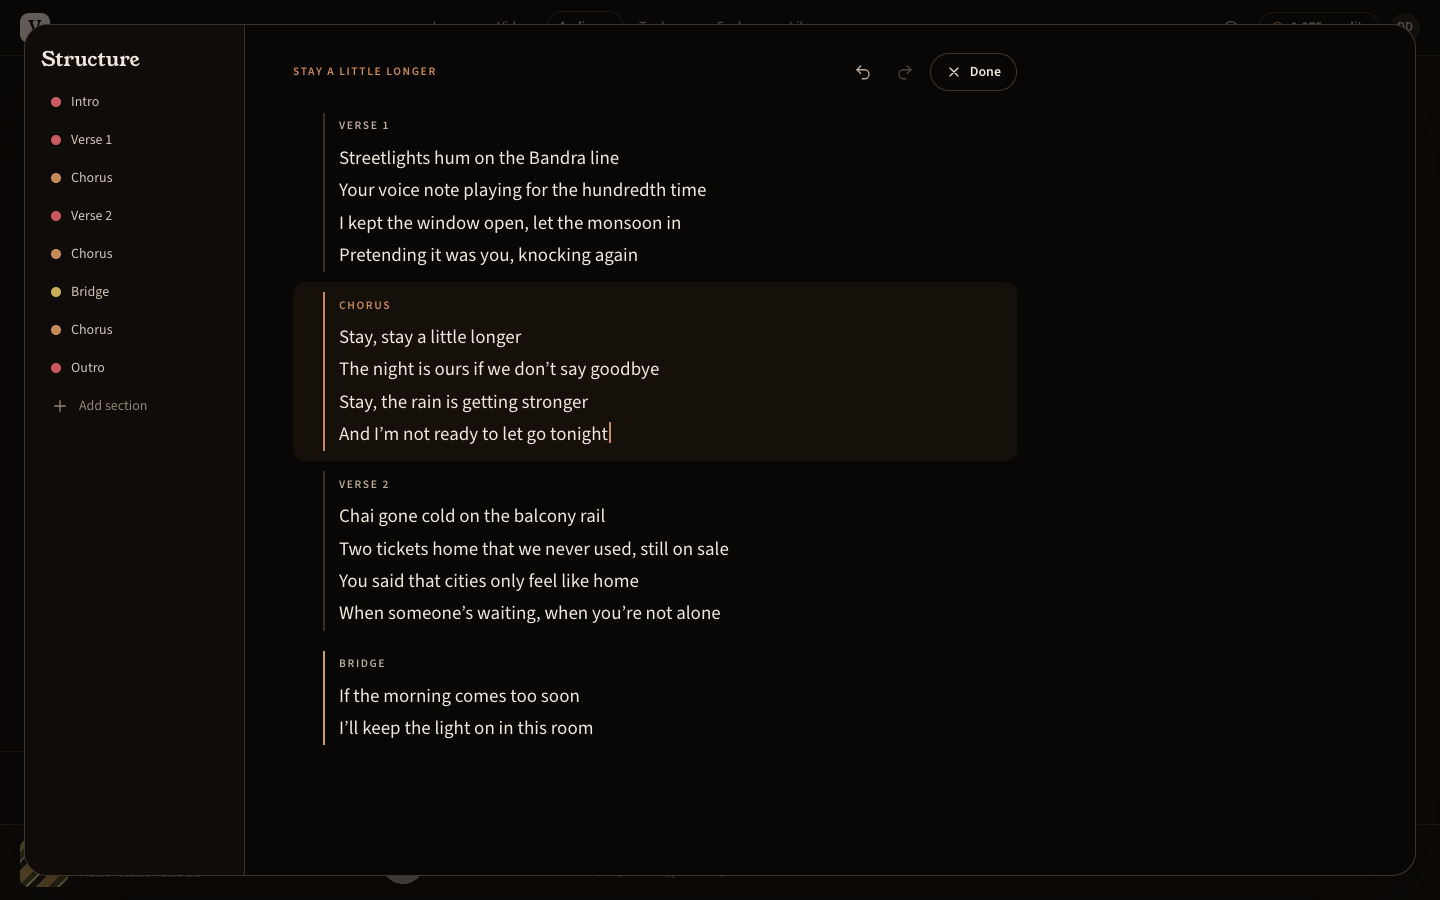 Structure
Intro
Verse 1
Chorus
Verse 2
Chorus
Bridge
Chorus
Outro
Add section
STAY A LITTLE LONGER
Done
VERSE 1
Streetlights hum on the Bandra line
Your voice note playing for the hundredth time
I kept the window open, let the monsoon in
Pretending it was you, knocking again
CHORUS
Stay, stay a little longer
The night is ours if we don’t say goodbye
Stay, the rain is getting stronger
And I’m not ready to let go tonight
VERSE 2
Chai gone cold on the balcony rail
Two tickets home that we never used, still on sale
You said that cities only feel like home
When someone’s waiting, when you’re not alone
BRIDGE
If the morning comes too soon
I’ll keep the light on in this room